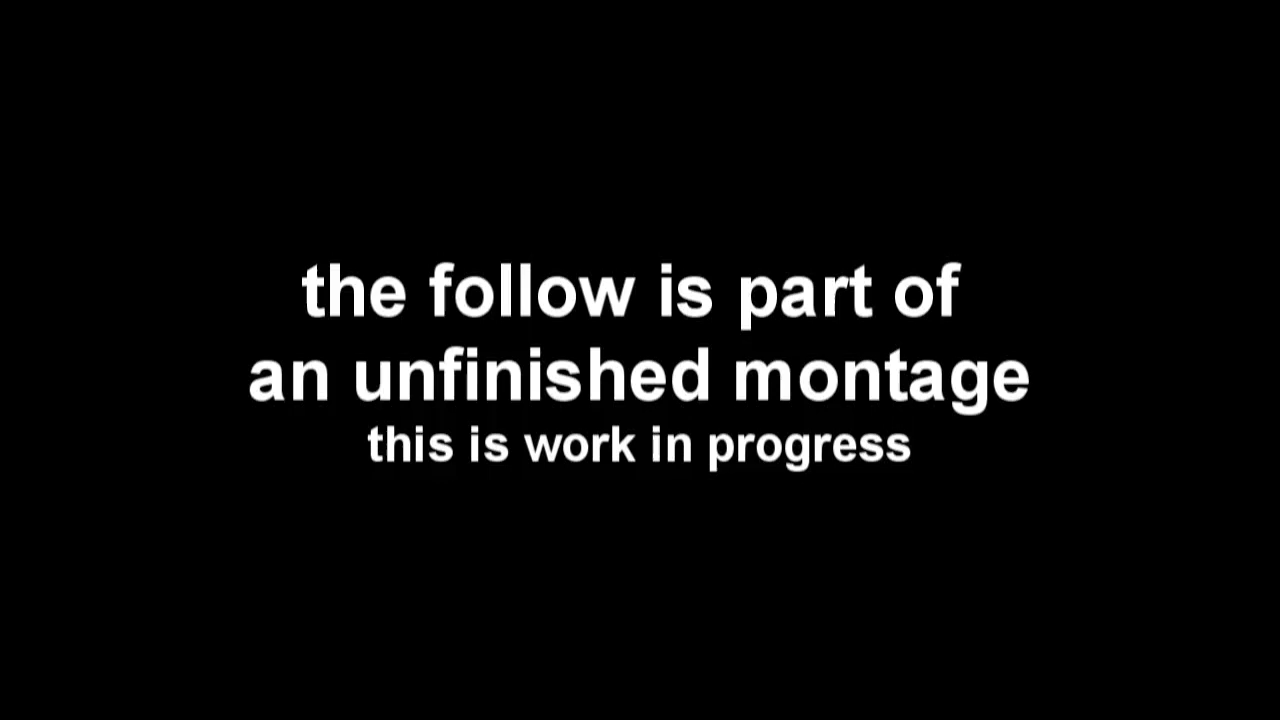 the follow is part of
an unfinished montage
this is work in progress